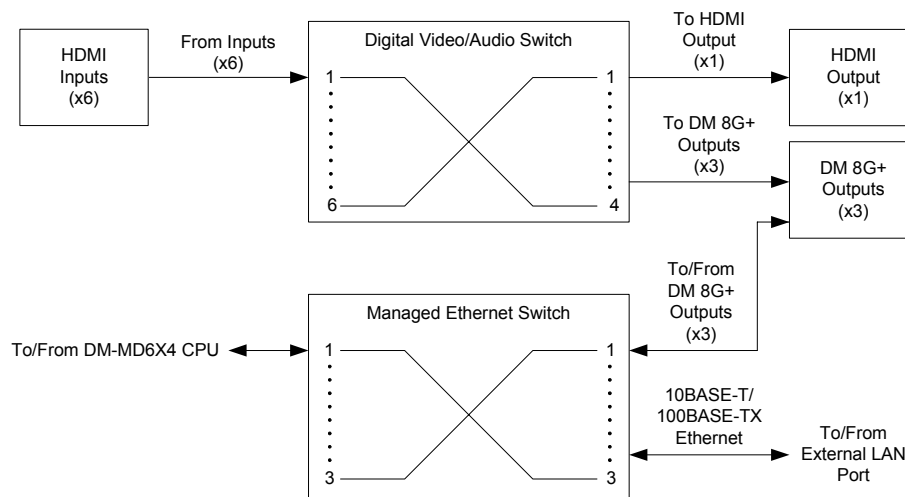 HDMI
Inputs
(x6)
From Inputs
(x6)
Digital Video/Audio Switch
1
6
1
4
To HDMI
Output
(x1)
HDMI
Output
(x1)
To DM 8G+
Outputs
(x3)
DM 8G+
Outputs
(x3)
To/From
DM 8G+
Outputs
(x3)
Managed Ethernet Switch
To/From DM-MD6X4 CPU
1
3
1
3
10BASE-T/
100BASE-TX
Ethernet
To/From
External LAN
Port